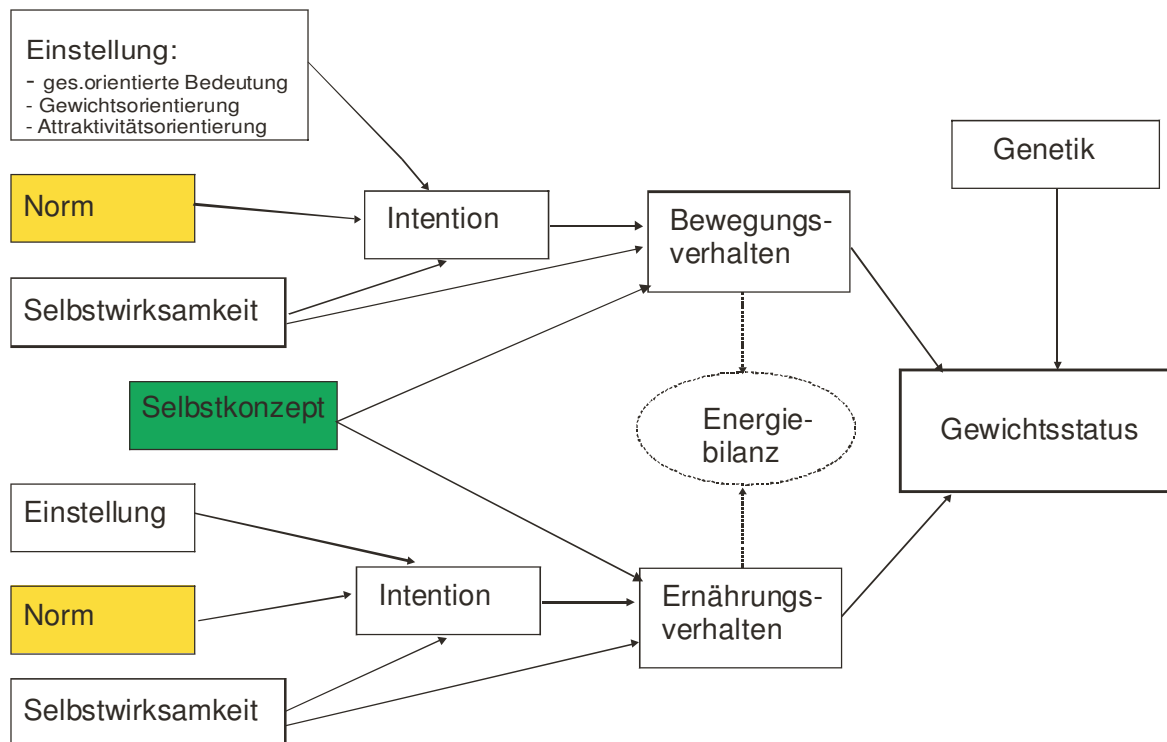 Einstellung:
- ges.orientierte Bedeutung
- Gewichtsorientierung
- Attraktivitätsorientierung
Genetik
Norm
Intention
Bewegungs-
verhalten
Selbstwirksamkeit
Selbstkonzept
Energie-
bilanz
Gewichtsstatus
Einstellung
Intention
Ernährungs-
verhalten
Norm
Selbstwirksamkeit